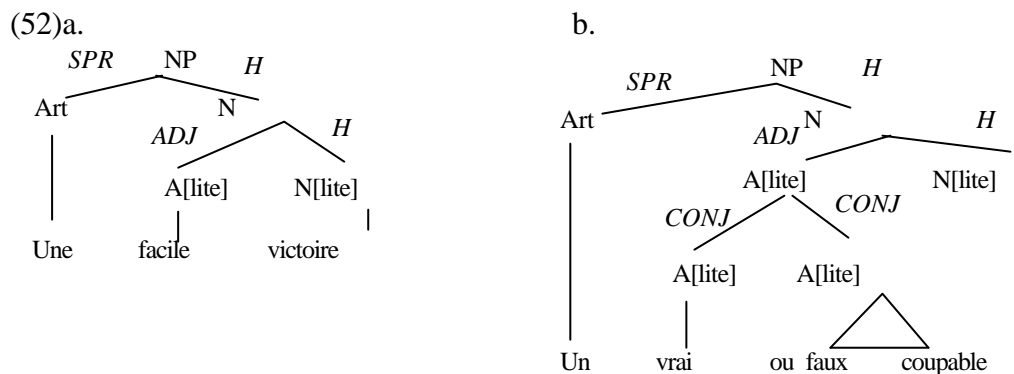 (52)a. b.
SPR NP H
SPR NP H
Art N
Art ADJ N H
ADJ H
A[lite] N[lite]
A[lite] N[lite]
CONJ CONJ
Une facile victoire
A[lite] A[lite]
Un vrai ou faux coupable